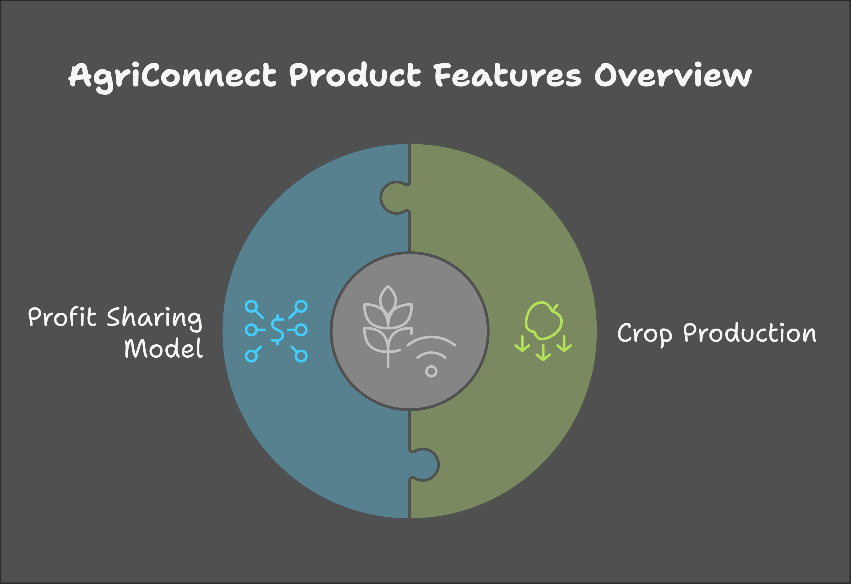 AgriConnect Product Features Overview
Profit Sharing
Model
Crop Production